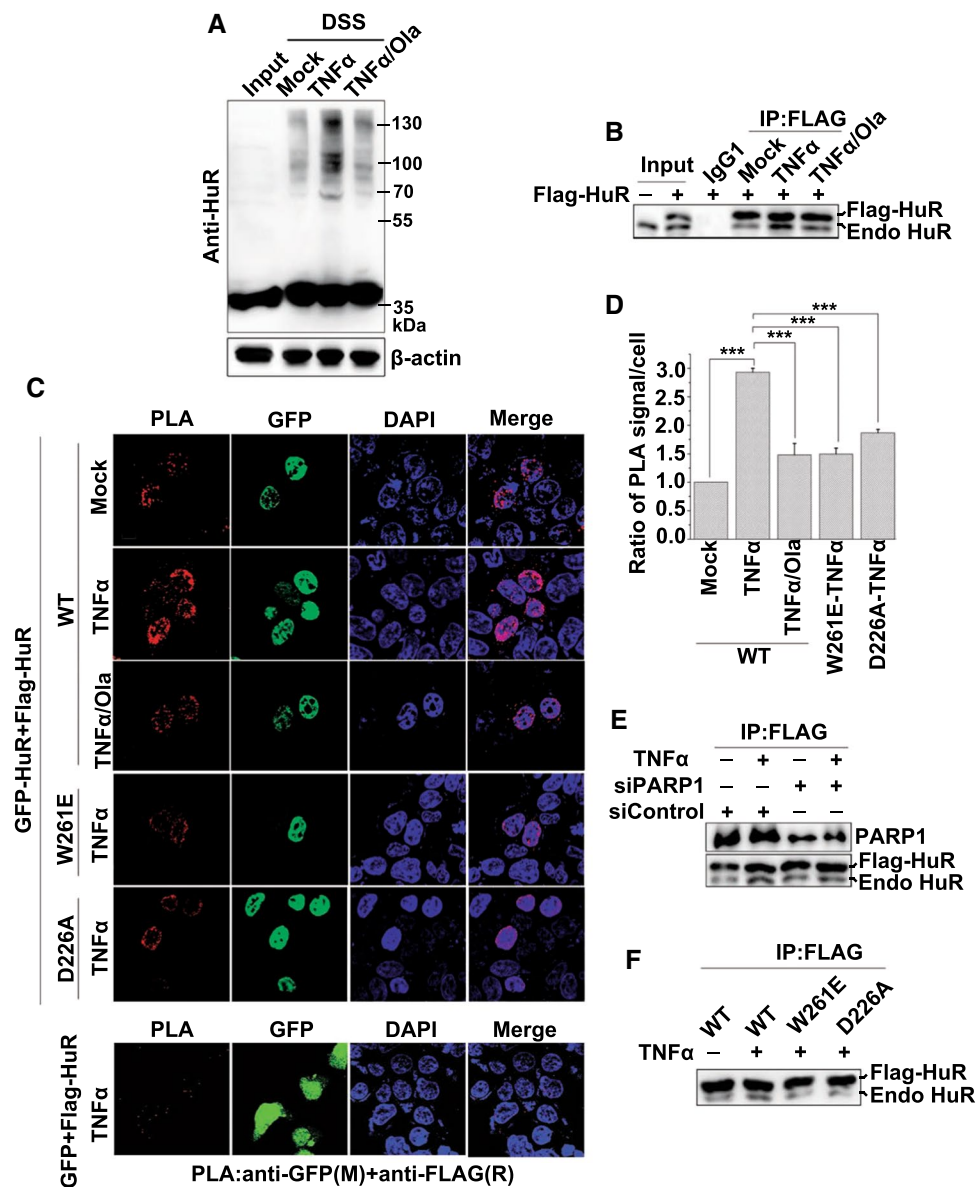 A
DSS
Input
Mock
TNFα
TNFα/Ola
Anti-HuR
130
100
70
55
35
kDa
β-actin
B
IP:FLAG
Input
IgG1
Mock
TNFα
TNFα/Ola
Flag-HuR – + + + + +
Flag-HuR
Endo HuR
C
PLA GFP DAPI Merge
GFP-HuR+Flag-HuR
WT
Mock
TNFα
TNFα/Ola
W261E
TNFα
D226A
TNFα
PLA GFP DAPI Merge
GFP+Flag-HuR
TNFα
PLA:anti-GFP(M)+anti-FLAG(R)
D
Ratio of PLA signal/cell
3.0
2.5
2.0
1.5
1.0
0.5
0.0
***
***
***
***
Mock
TNFα
TNFα/Ola
W261E-TNFα
D226A-TNFα
WT
E
IP:FLAG
TNFα – + – +
siPARP1 – – + +
siControl + + – –
PARP1
Flag-HuR
Endo HuR
F
IP:FLAG
WT
WT
W261E
D226A
TNFα – + + +
Flag-HuR
Endo HuR